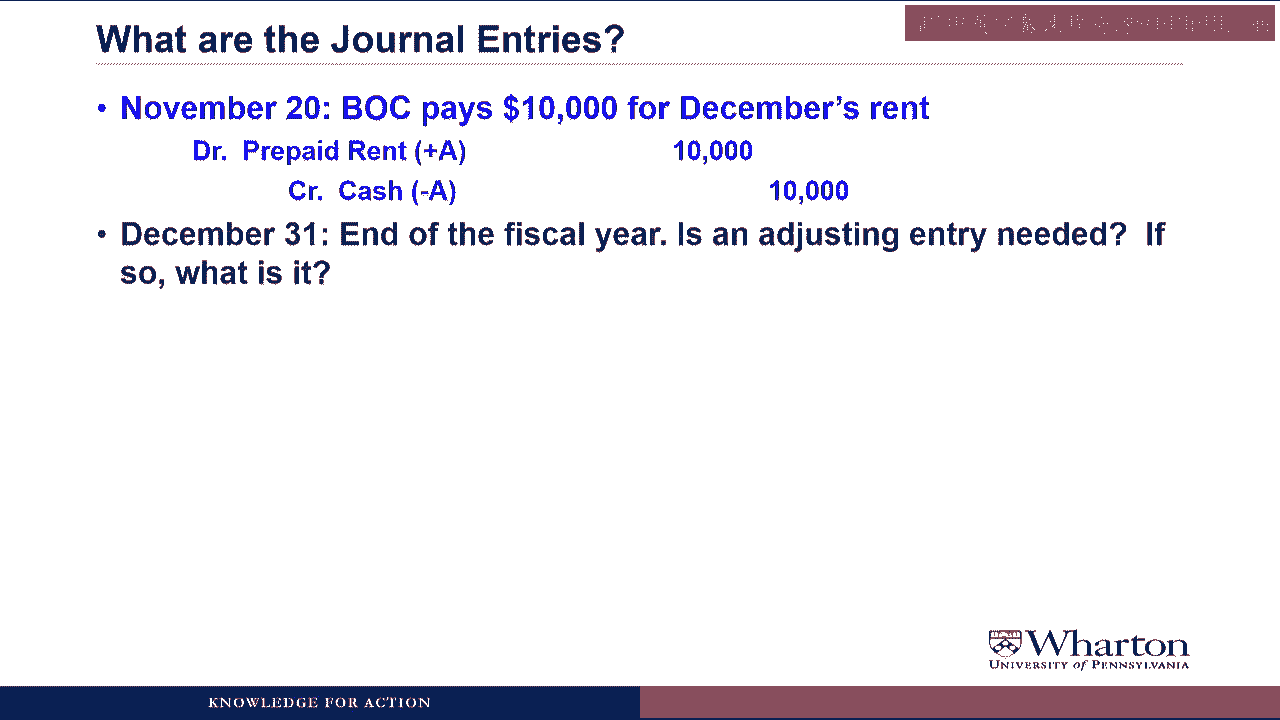 What are the Journal Entries?
• November 20: BOC pays $10,000 for December’s rent
Dr. Prepaid Rent (+A) 10,000
Cr. Cash (-A) 10,000
• December 31: End of the fiscal year. Is an adjusting entry needed? If
so, what is it?
Wharton
UNIVERSITY of PENNSYLVANIA
KNOWLEDGE FOR ACTION